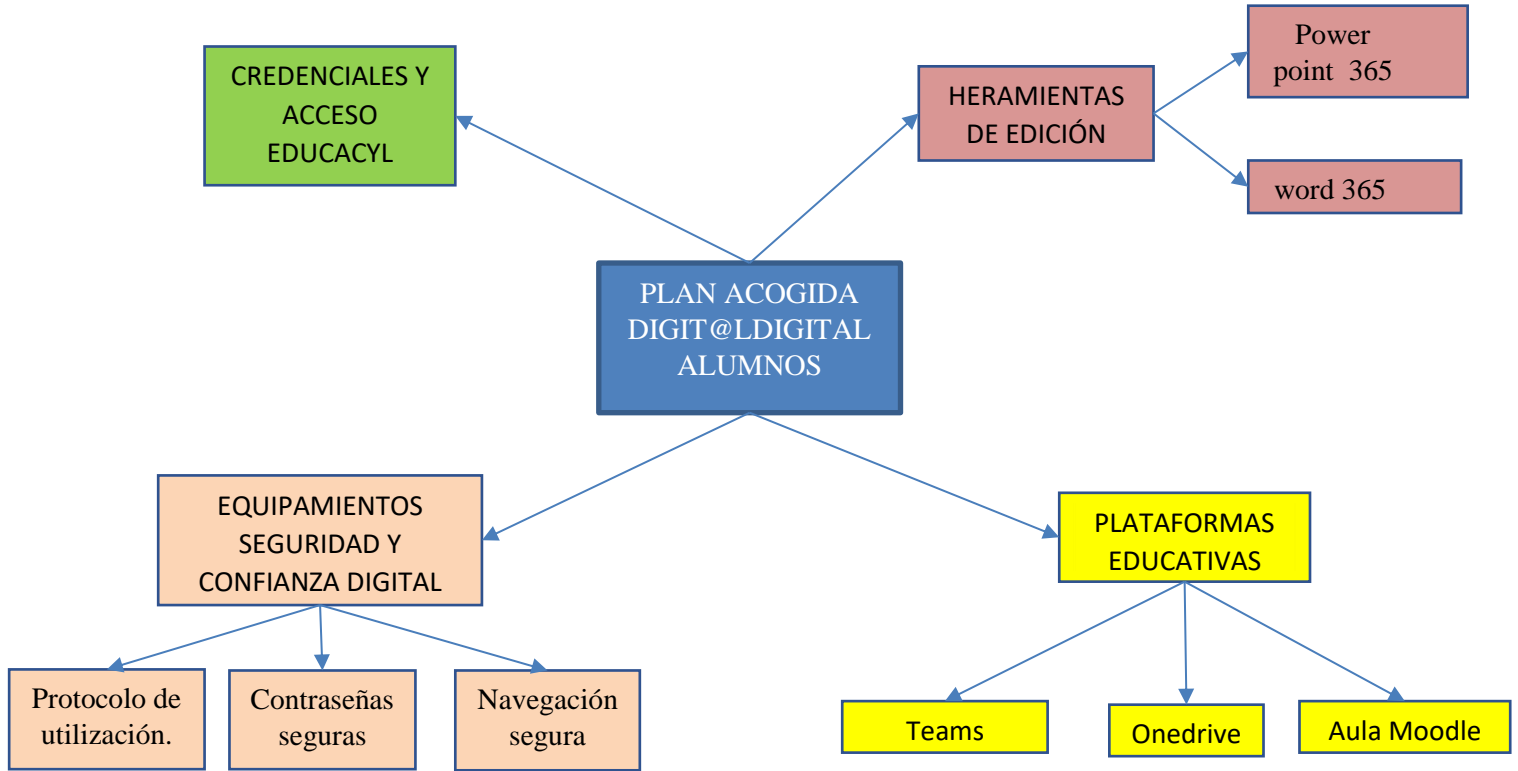 CREDENCIALES Y
ACCESO
EDUCACYL
HERAMIENTAS
DE EDICIÓN
Power
point 365
word 365
PLAN ACOGIDA
DIGIT@LDIGITAL
ALUMNOS
EQUIPAMIENTOS
SEGURIDAD Y
CONFIANZA DIGITAL
PLATAFORMAS
EDUCATIVAS
Protocolo de
utilización.
Contraseñas
seguras
Navegación
segura
Teams
Onedrive
Aula Moodle